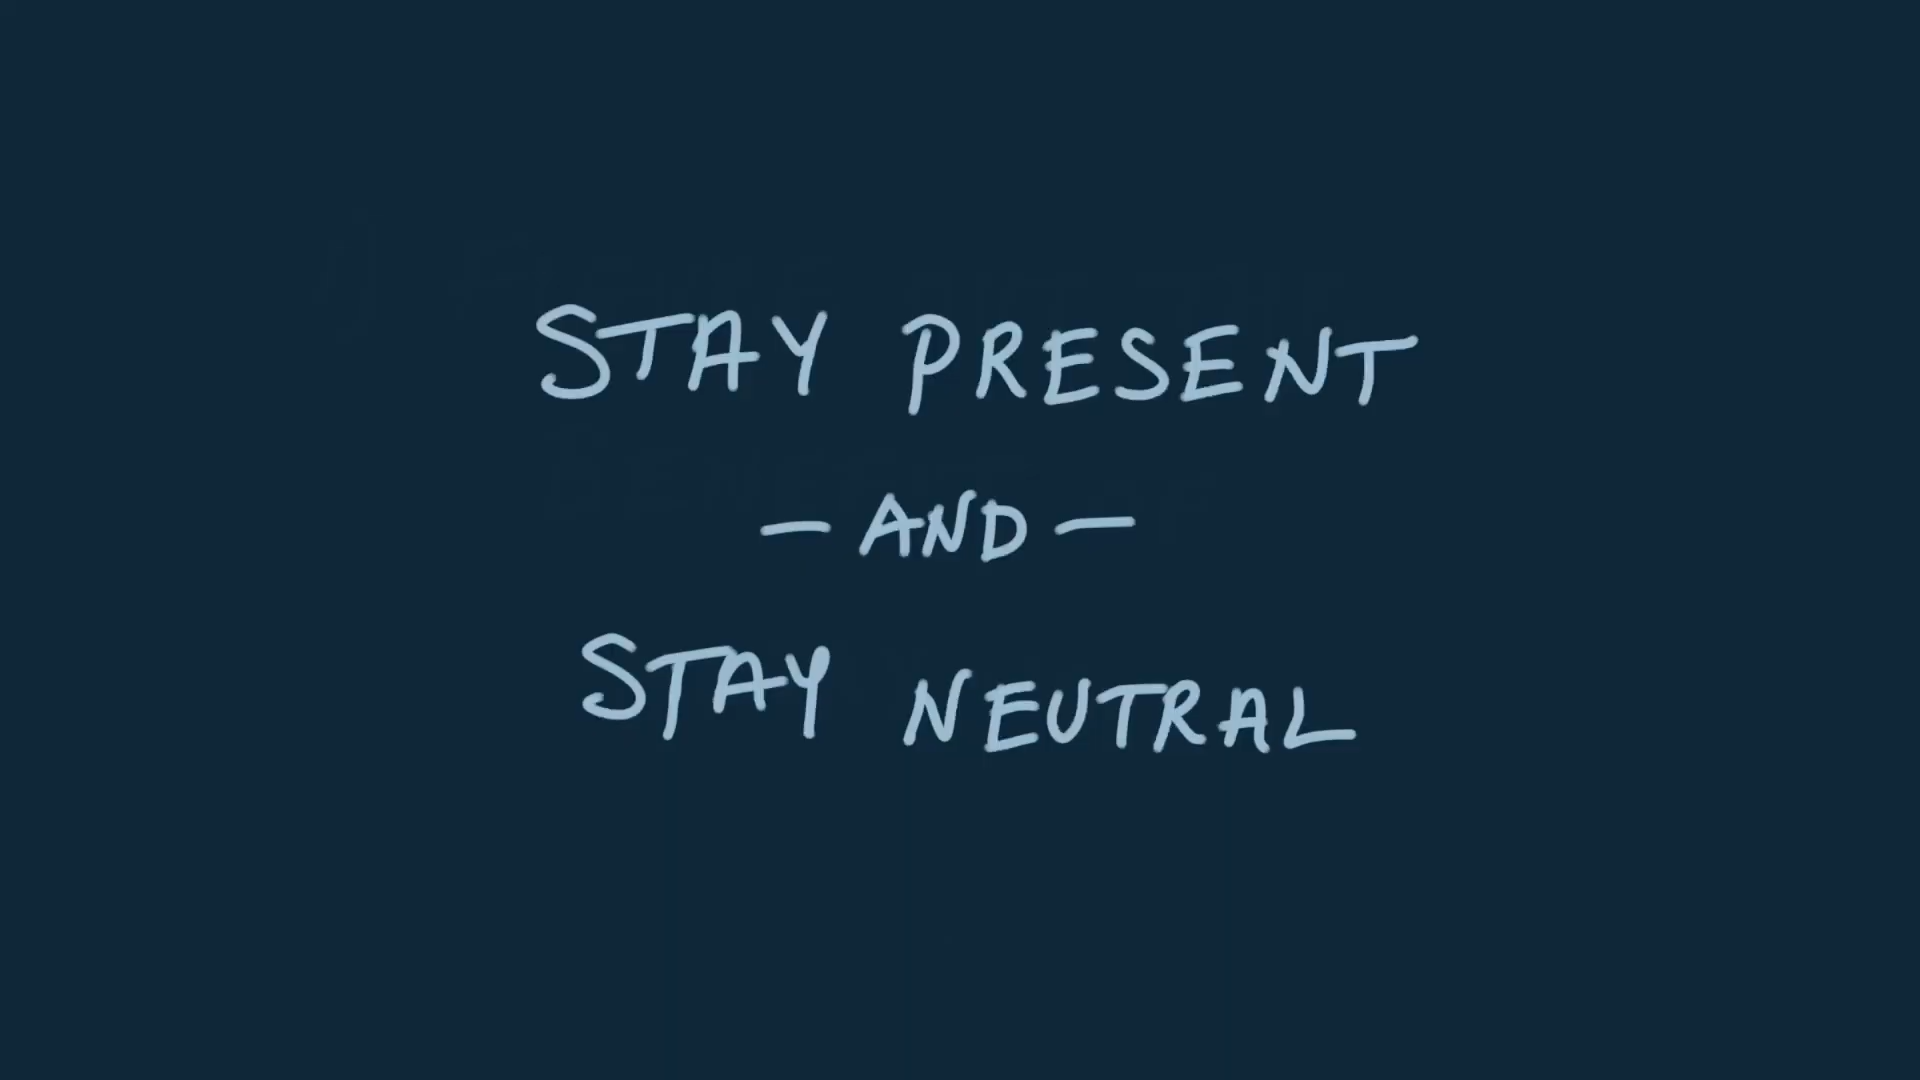 STAY PRESENT
– AND –
STAY NEUTRAL